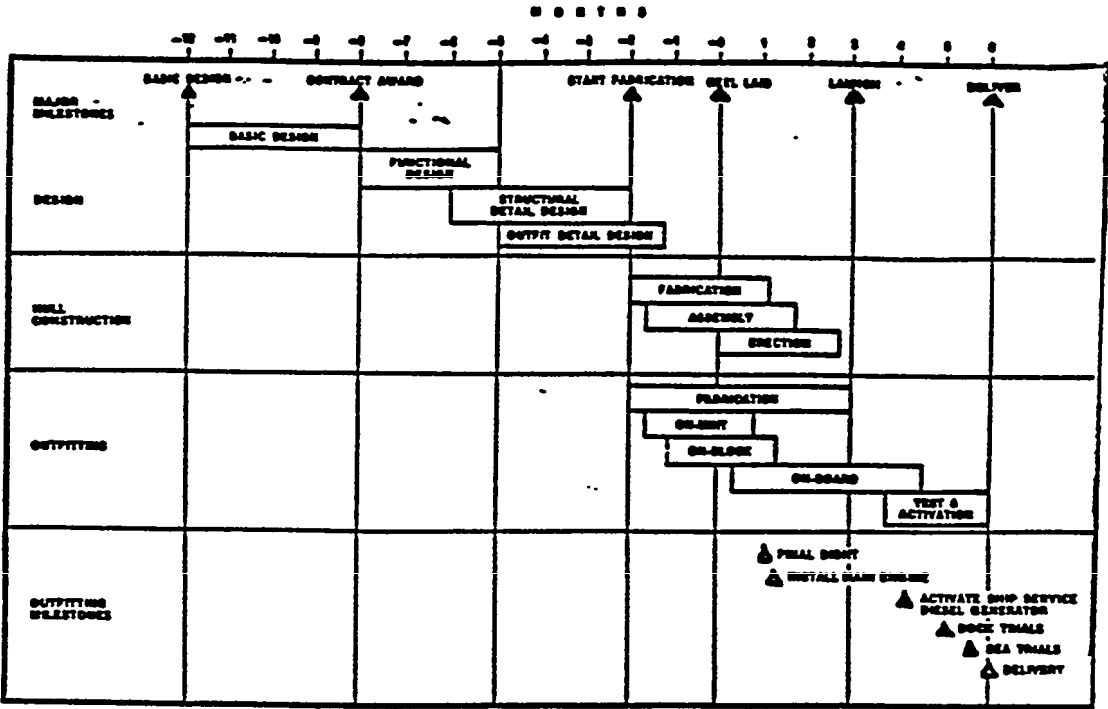 MONTHS
-12 -11 -10 -9 -8 -7 -6 -5 -4 -3 -2 -1 -0 1 2 3 4 5 6
BASIC DESIGN
CONTRACT AWARD
START FABRICATION
KEEL LAID
LAUNCH
DELIVER
MAJOR
MILESTONES
BASIC DESIGN
FUNCTIONAL
DESIGN
DESIGN
STRUCTURAL
DETAIL DESIGN
OUTFIT DETAIL DESIGN
HULL
CONSTRUCTION
FABRICATION
ASSEMBLY
ERECTION
OUTFITTING
FABRICATION
ON-UNIT
ON-BLOCK
ON-BOARD
TEST &
ACTIVATION
OUTFITTING
MILESTONES
FINAL
INSTALL MAIN ENGINE
ACTIVATE SHIP SERVICE
DIESEL GENERATOR
DOCK TRIALS
SEA TRIALS
DELIVERY